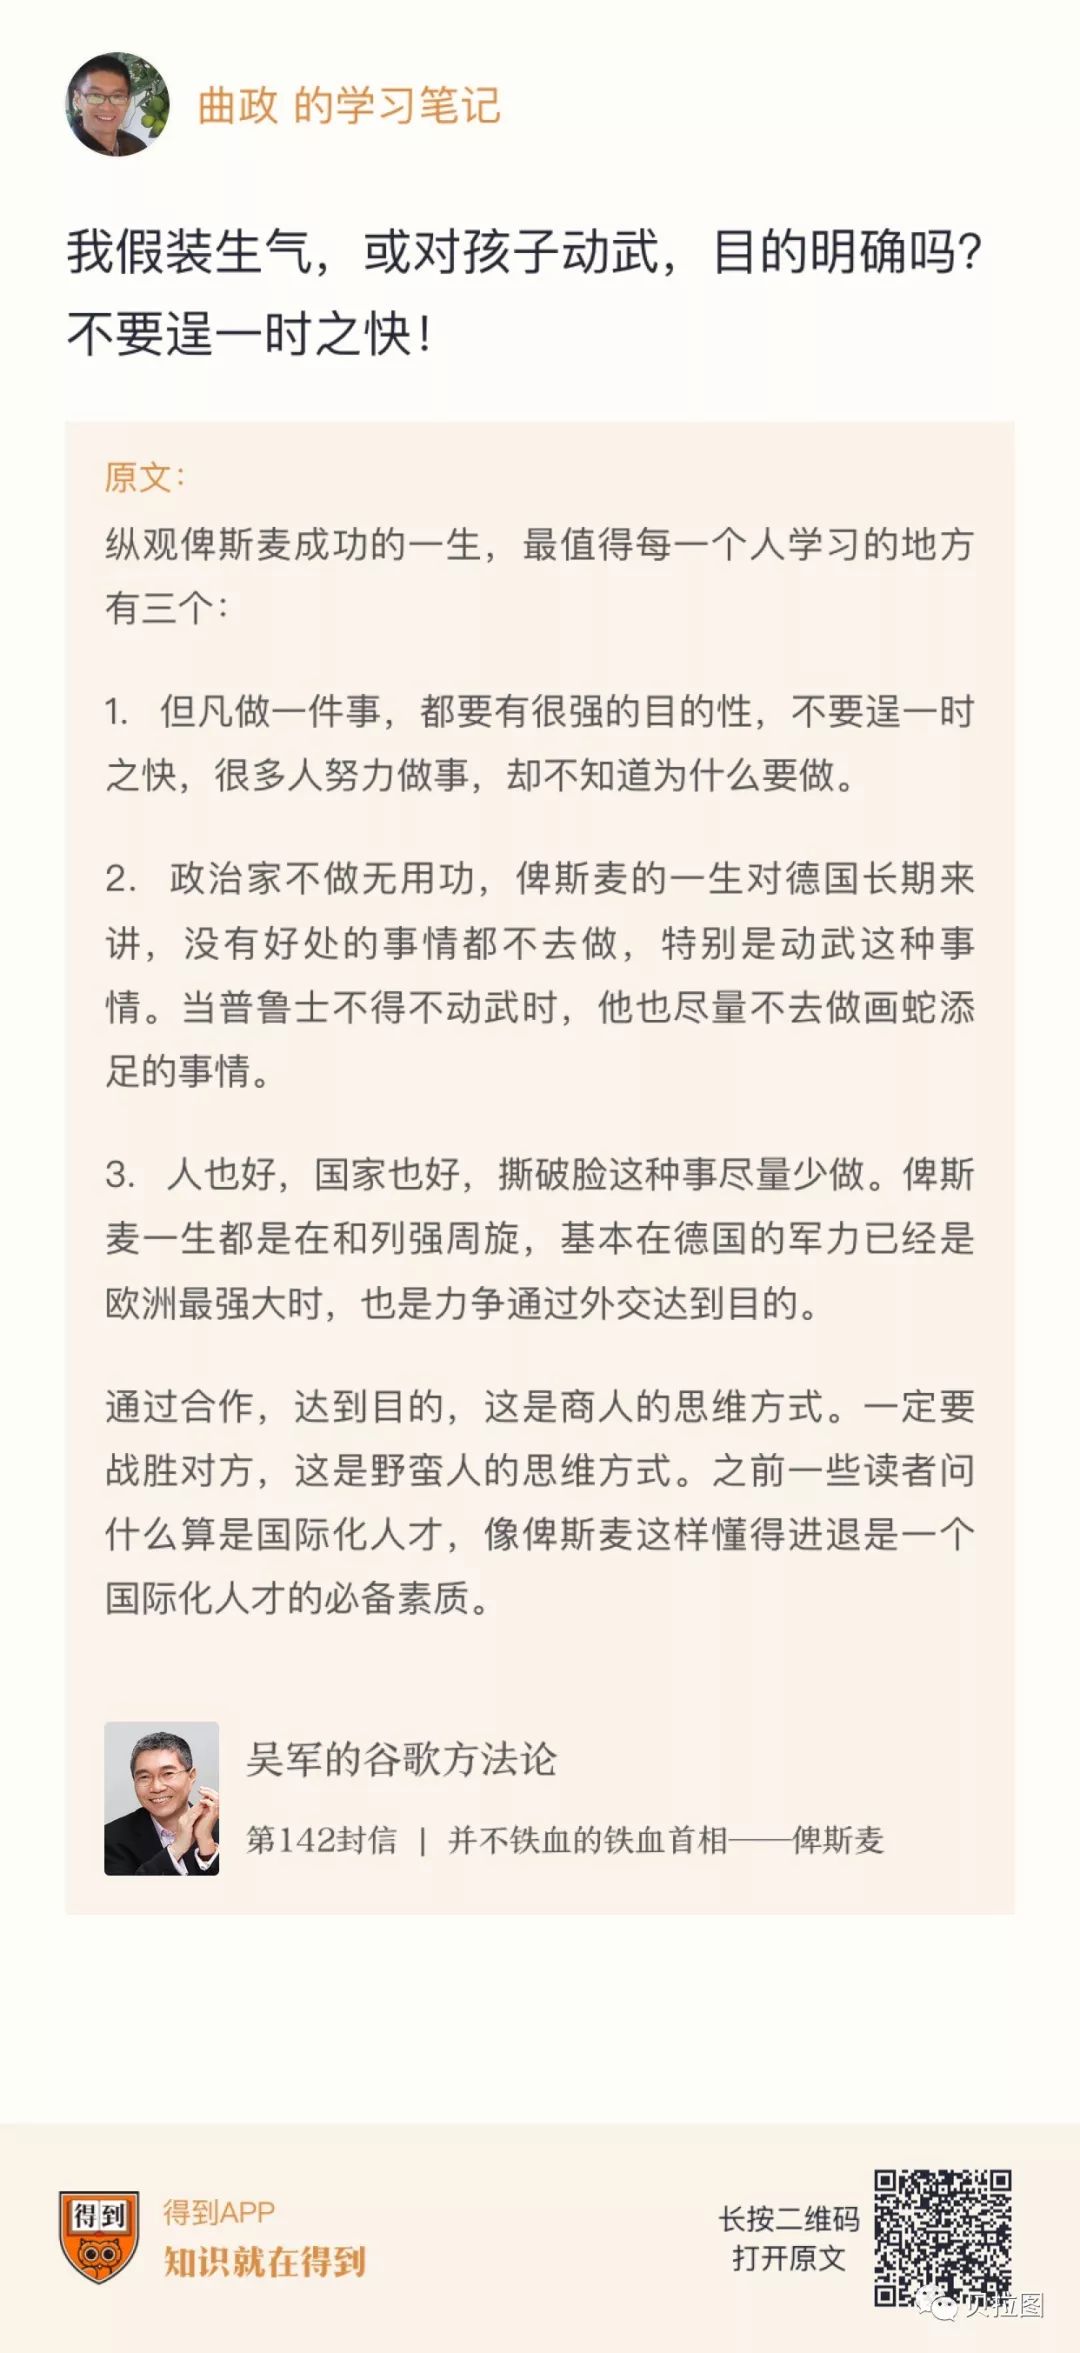 曲政 的学习笔记
我假装生气，或对孩子动武，目的明确吗？
不要逞一时之快！
原文：
纵观俾斯麦成功的一生，最值得每一个人学习的地方
有三个：
1. 但凡做一件事，都要有很强的目的性，不要逞一时
之快，很多人努力做事，却不知道为什么要做。
2. 政治家不做无用功，俾斯麦的一生对德国长期来
讲，没有好处的事情都不去做，特别是动武这种事
情。当普鲁士不得不动武时，他也尽量不去做画蛇添
足的事情。
3. 人也好，国家也好，撕破脸这种事尽量少做。俾斯
麦一生都是在和列强周旋，基本在德国的军力已经是
欧洲最强大时，也是力争通过外交达到目的。
通过合作，达到目的，这是商人的思维方式。一定要
战胜对方，这是野蛮人的思维方式。之前一些读者问
什么算是国际化人才，像俾斯麦这样懂得进退是一个
国际化人才的必备素质。
吴军的谷歌方法论
第142封信 | 并不铁血的铁血首相——俾斯麦
得到
得到APP
知识就在得到
长按二维码
打开原文
贝拉图